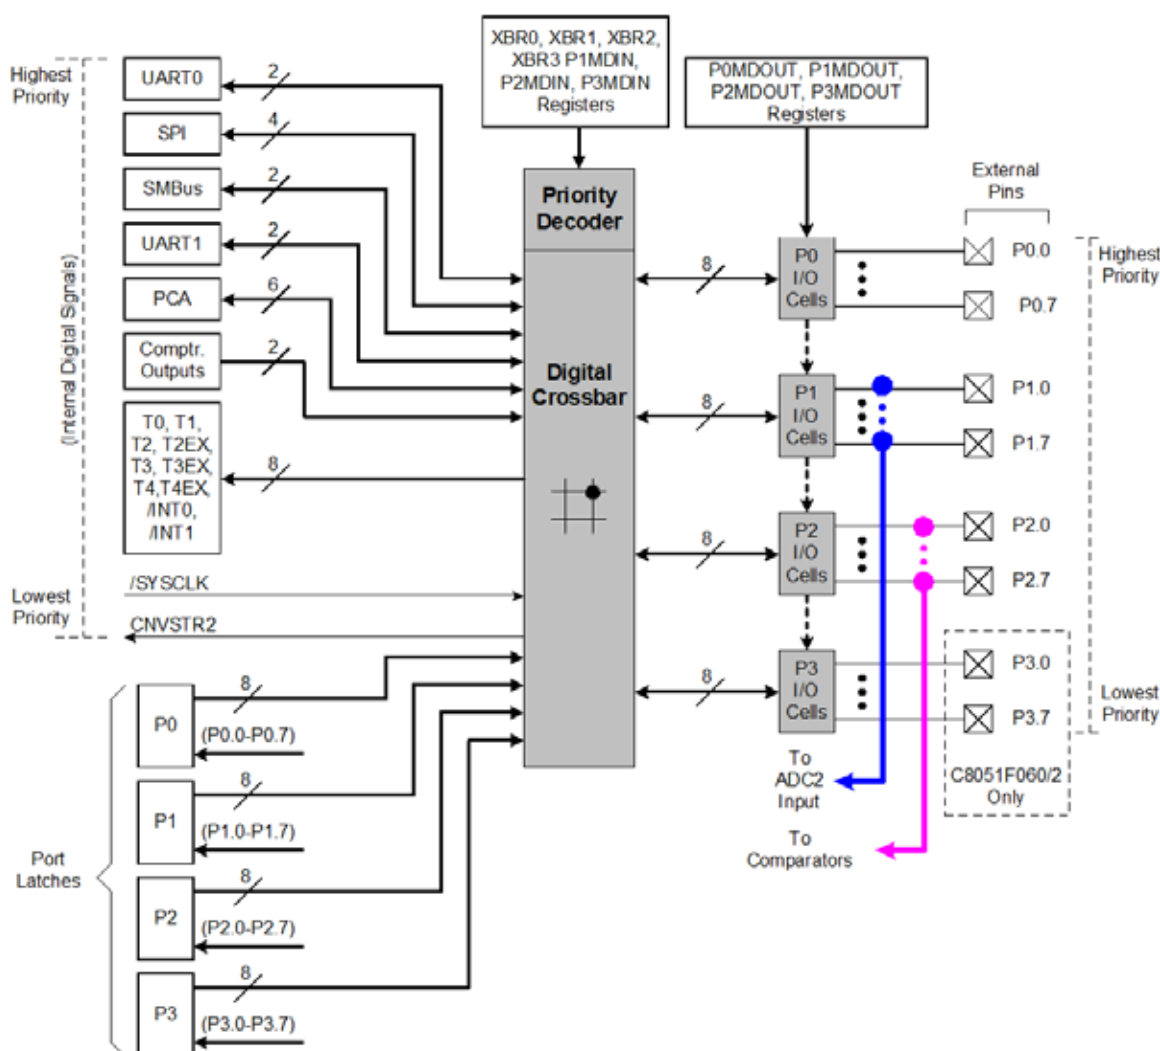 XBR0, XBR1, XBR2,
XBR3 P1MDIN,
P2MDIN, P3MDIN
Registers
P0MDOUT, P1MDOUT,
P2MDOUT, P3MDOUT
Registers
Highest
Priority
UART0
2
SPI
4
SMBus
2
UART1
2
PCA
6
Comptr.
Outputs
2
T0, T1,
T2, T2EX,
T3, T3EX,
T4,T4EX,
/INT0,
/INT1
8
(Internal Digital Signals)
/SYSCLK
Lowest
Priority
CNVSTR2
Priority
Decoder
Digital
Crossbar
External
Pins
8
P0
I/O
Cells
P0.0
P0.7
Highest
Priority
8
P1
I/O
Cells
P1.0
P1.7
8
P2
I/O
Cells
P2.0
P2.7
8
P3
I/O
Cells
P3.0
P3.7
Lowest
Priority
C8051F060/2
Only
To
ADC2
Input
To
Comparators
Port
Latches
P0
8
(P0.0-P0.7)
P1
8
(P1.0-P1.7)
P2
8
(P2.0-P2.7)
P3
8
(P3.0-P3.7)